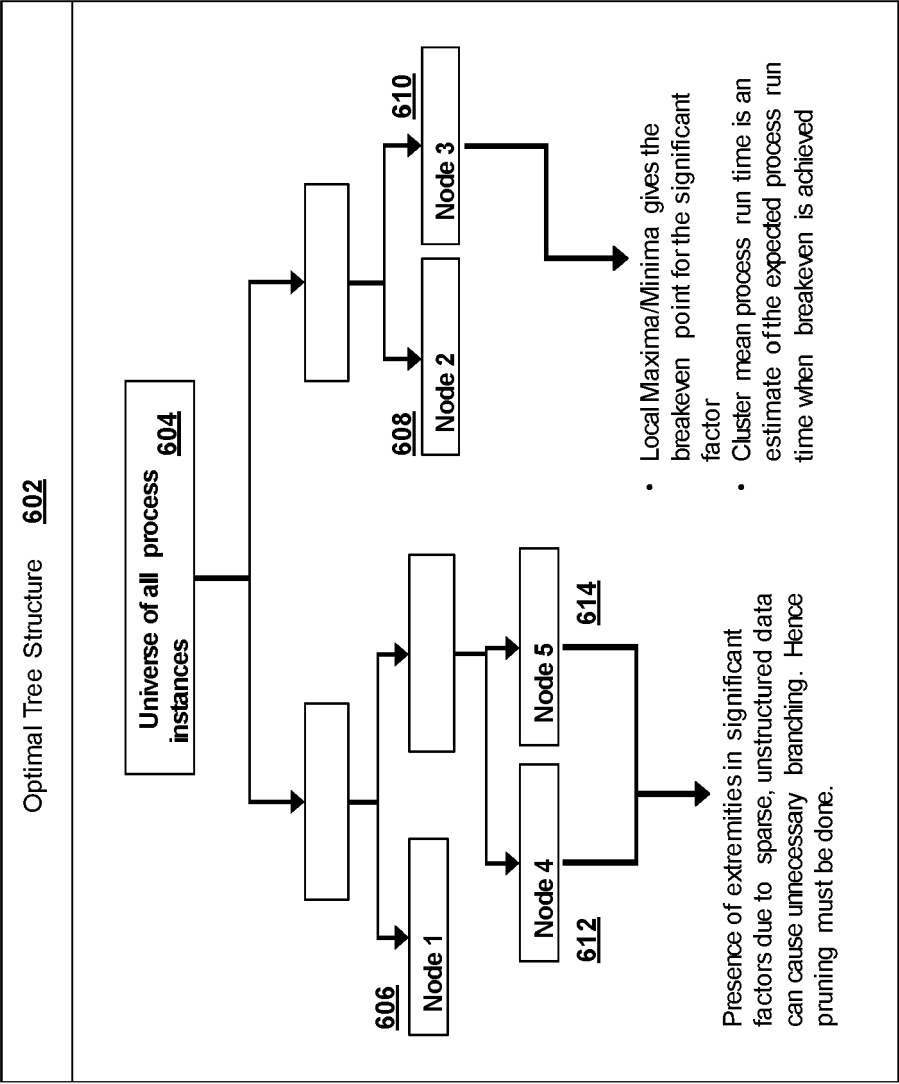 Optimal Tree Structure 602
Universe of all process
instances 604
606
Node 1
608
Node 2
610
Node 3
612
Node 4
Node 5
614
Presence of extremities in significant
factors due to sparse, unstructured data
can cause unnecessary branching. Hence
pruning must be done.
• Local Maxima/Minima gives the
breakeven point for the significant
factor
• Cluster mean process run time is an
estimate of the expected process run
time when breakeven is achieved